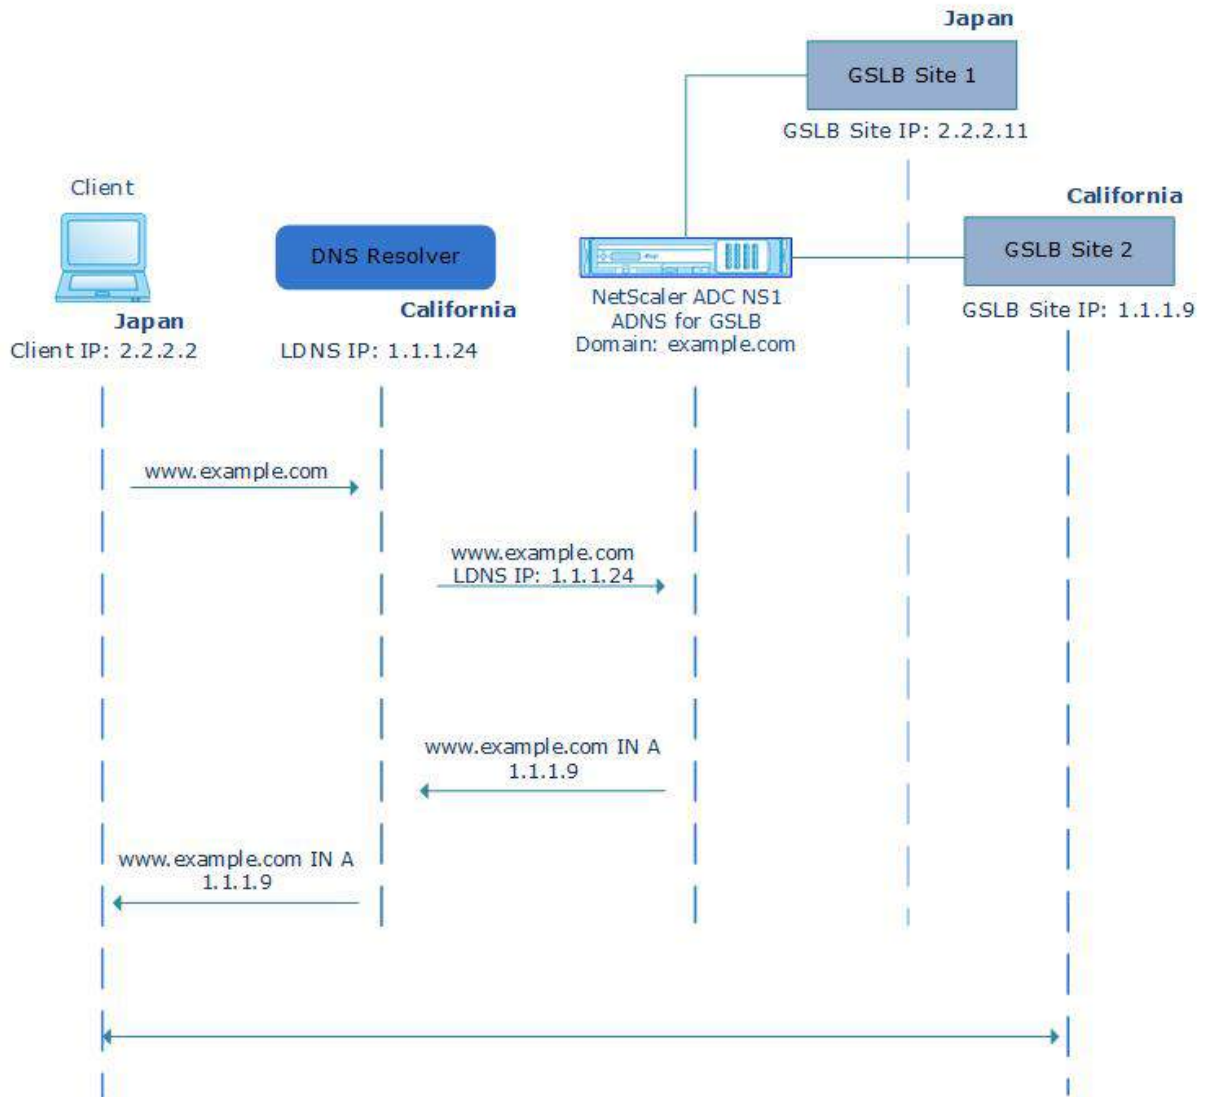 Japan
GSLB Site 1
GSLB Site IP: 2.2.2.11
California
GSLB Site 2
GSLB Site IP: 1.1.1.9
Client
Japan
Client IP: 2.2.2.2
DNS Resolver
California
LDNS IP: 1.1.1.24
NetScaler ADC NS1
ADNS for GSLB
Domain: example.com
www.example.com
www.example.com
LDNS IP: 1.1.1.24
www.example.com IN A
1.1.1.9
www.example.com IN A
1.1.1.9